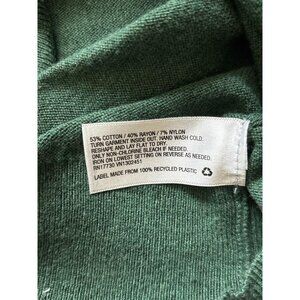 53% COTTON / 40% RAYON / 7% NYLON
TURN GARMENT INSIDE OUT. HAND WASH COLD.
RESHAPE AND LAY FLAT TO DRY.
ONLY NON-CHLORINE BLEACH IF NEEDED.
IRON ON LOWEST SETTING ON REVERSE AS NEEDED.
RN17730 VN1302451
LABEL MADE FROM 100% RECYCLED PLASTIC